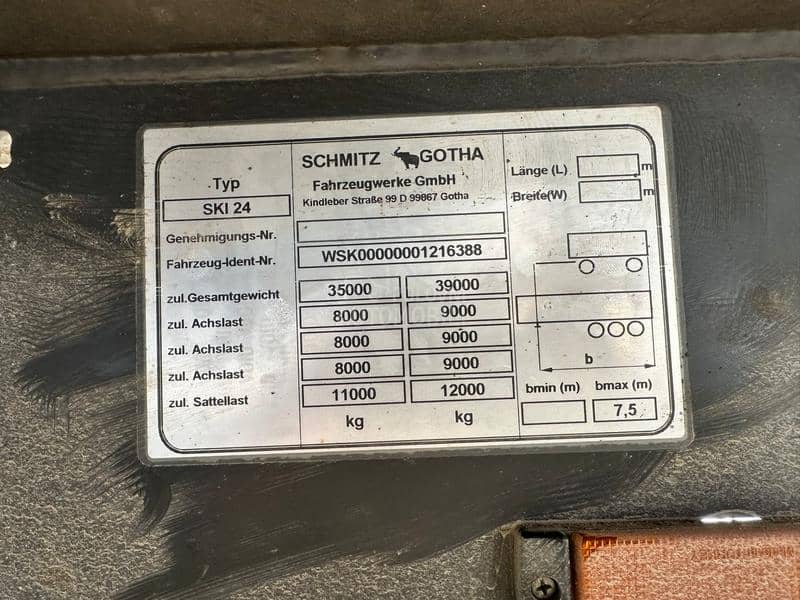 SCHMITZ GOTHA
Fahrzeugwerke GmbH
Kindleber Straße 99 D 99867 Gotha
Typ
SKI 24
Genehmigungs-Nr.
Fahrzeug-Ident-Nr. WSK00000001216388
zul.Gesamtgewicht 35000 39000
zul. Achslast 8000 9000
zul. Achslast 8000 9000
zul. Achslast 8000 9000
zul. Sattellast 11000 12000
kg kg
Länge (L) m
Breite(W) m
b
bmin (m) bmax (m)
7,5